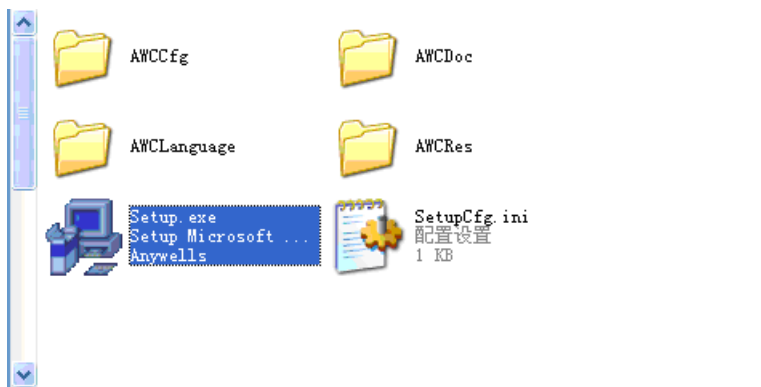 AWCCfg
AWCDoc
AWCLanguage
AWCRes
Setup.exe
Setup Microsoft ...
Anywells
SetupCfg.ini
配置设置
1 KB